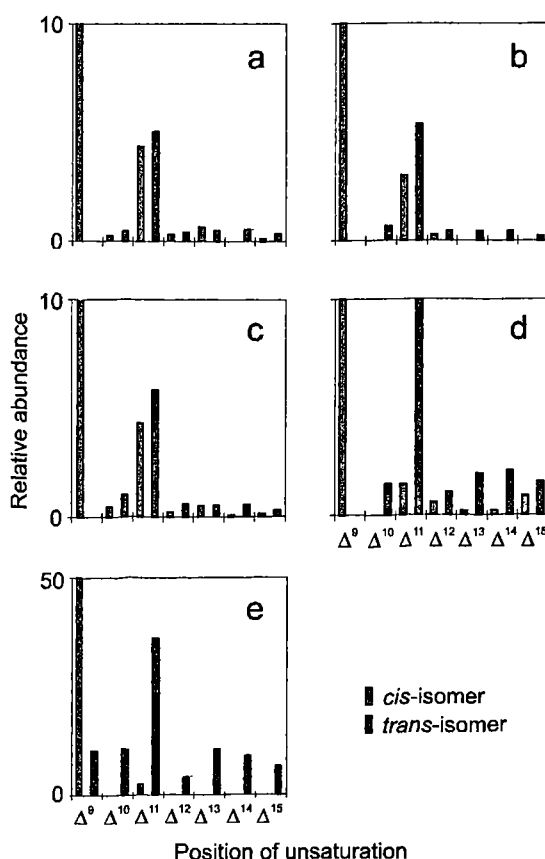 10
0
a
b
10
0
Relative abundance
c
d
Δ⁹ Δ¹⁰ Δ¹¹ Δ¹² Δ¹³ Δ¹⁴ Δ¹⁵
50
0
e
Δ⁹ Δ¹⁰ Δ¹¹ Δ¹² Δ¹³ Δ¹⁴ Δ¹⁵
cis-isomer
trans-isomer
Position of unsaturation